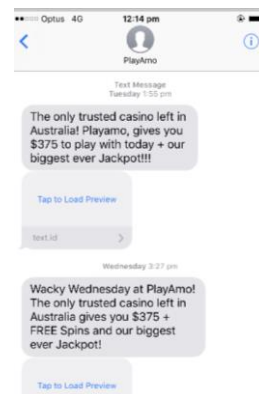 Optus 4G 12:14 pm
PlayAmo
Text Message
Tuesday 1:55 pm
The only trusted casino left in
Australia! Playamo, gives you
$375 to play with today + our
biggest ever Jackpot!!!
Tap to Load Preview
text.id
Wednesday 3:27 pm
Wacky Wednesday at PlayAmo!
The only trusted casino left in
Australia gives you $375 +
FREE Spins and our biggest
ever Jackpot!
Tap to Load Preview